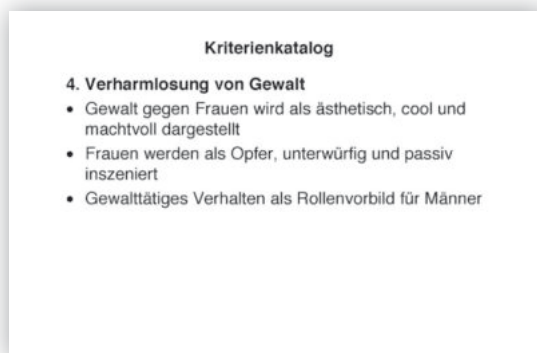 Kriterienkatalog
4. Verharmlosung von Gewalt
• Gewalt gegen Frauen wird als ästhetisch, cool und
machtvoll dargestellt
• Frauen werden als Opfer, unterwürfig und passiv
inszeniert
• Gewalttätiges Verhalten als Rollenvorbild für Männer